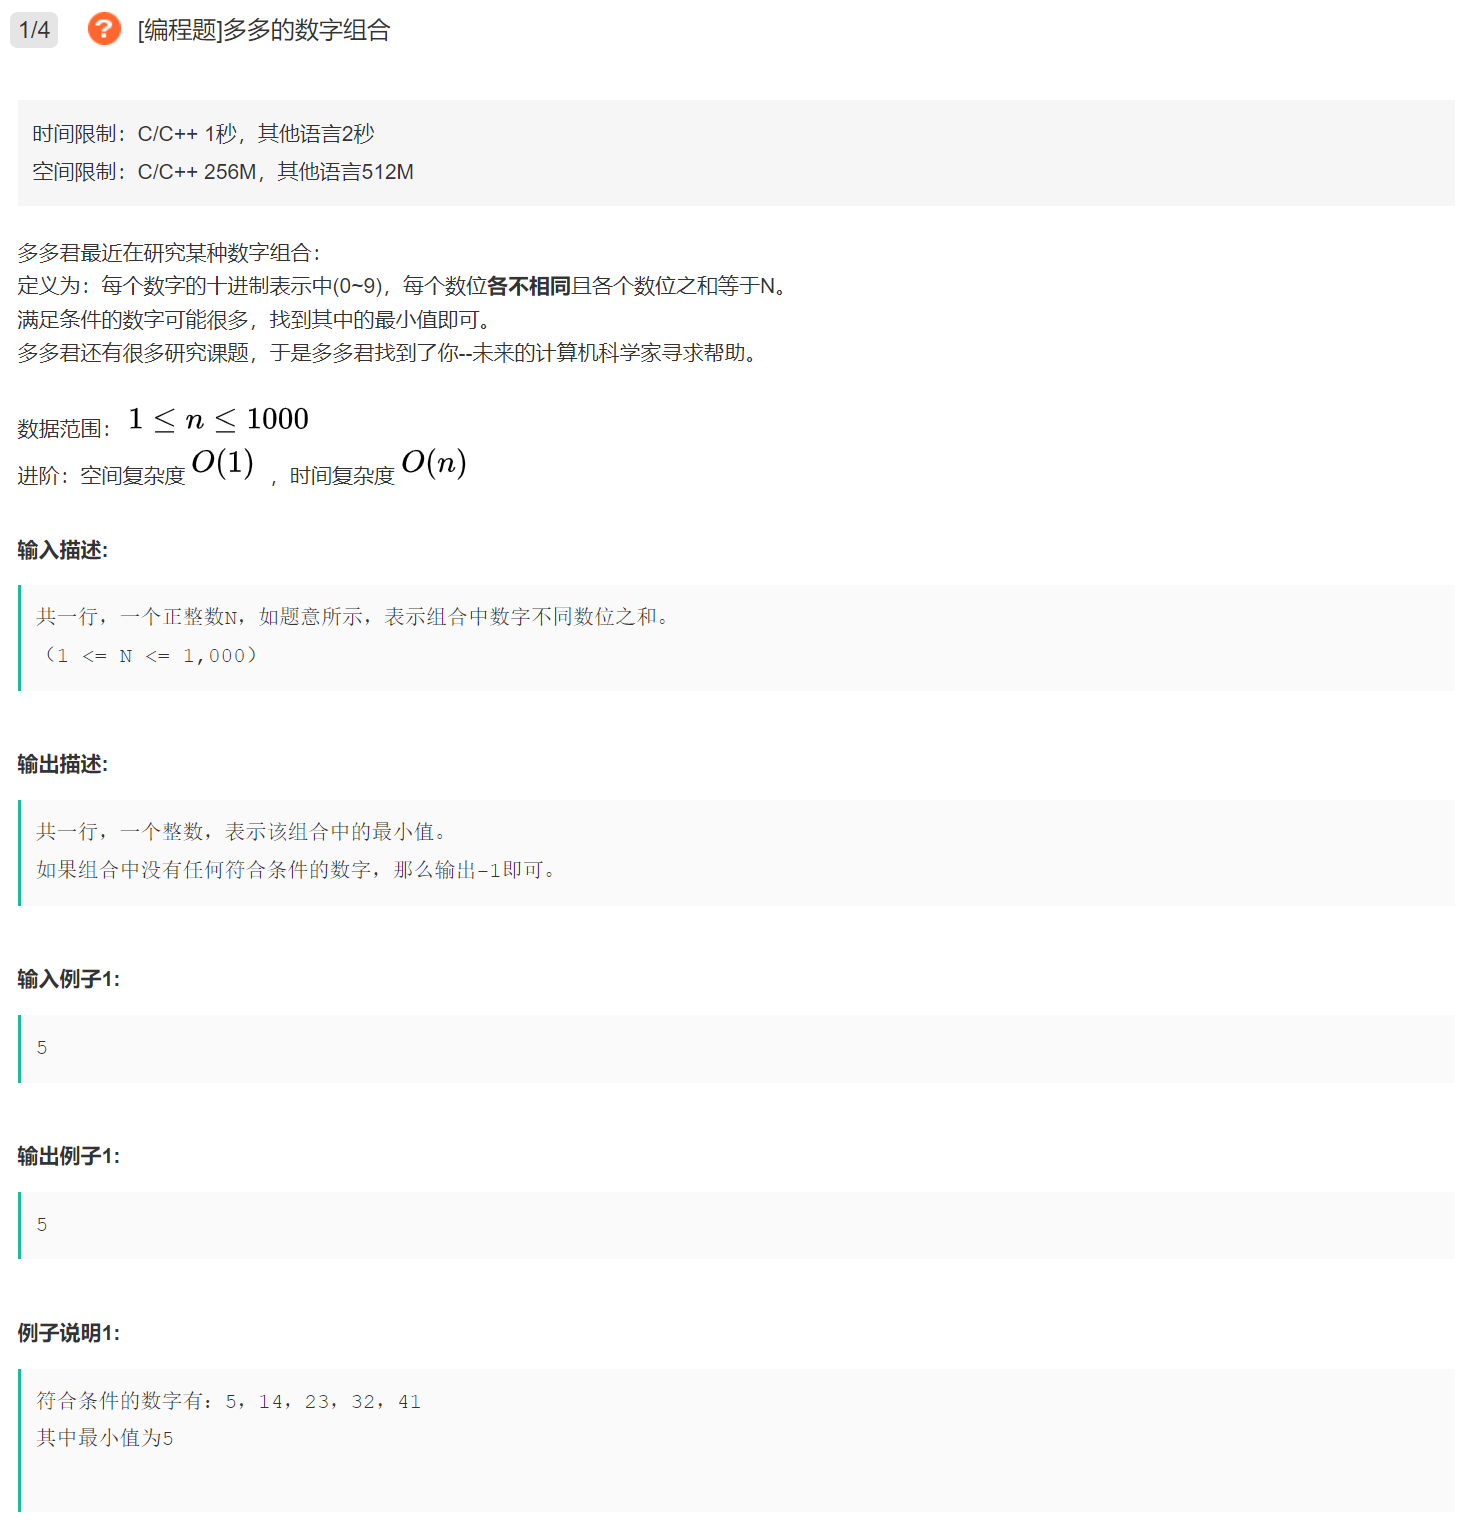 1/4 ? [编程题]多多的数字组合
时间限制：C/C++ 1秒，其他语言2秒
空间限制：C/C++ 256M，其他语言512M
多多君最近在研究某种数字组合：
定义为：每个数字的十进制表示中(0~9)，每个数位各不相同且各个数位之和等于N。
满足条件的数字可能很多，找到其中的最小值即可。
多多君还有很多研究课题，于是多多君找到了你--未来的计算机科学家寻求帮助。
数据范围： 1 ≤ n ≤ 1000
进阶：空间复杂度 O(1) ，时间复杂度 O(n)
输入描述:
共一行，一个正整数N，如题意所示，表示组合中数字不同数位之和。
（1 <= N <= 1,000）
输出描述:
共一行，一个整数，表示该组合中的最小值。
如果组合中没有任何符合条件的数字，那么输出-1即可。
输入例子1:
5
输出例子1:
5
例子说明1:
符合条件的数字有：5，14，23，32，41
其中最小值为5